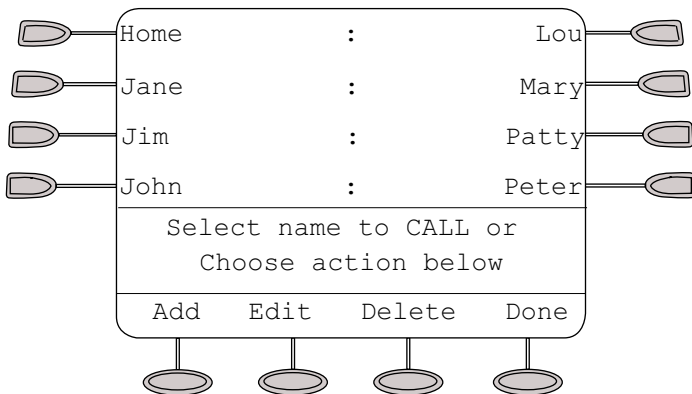 Home : Lou
Jane : Mary
Jim : Patty
John : Peter
Select name to CALL or
Choose action below
Add Edit Delete Done